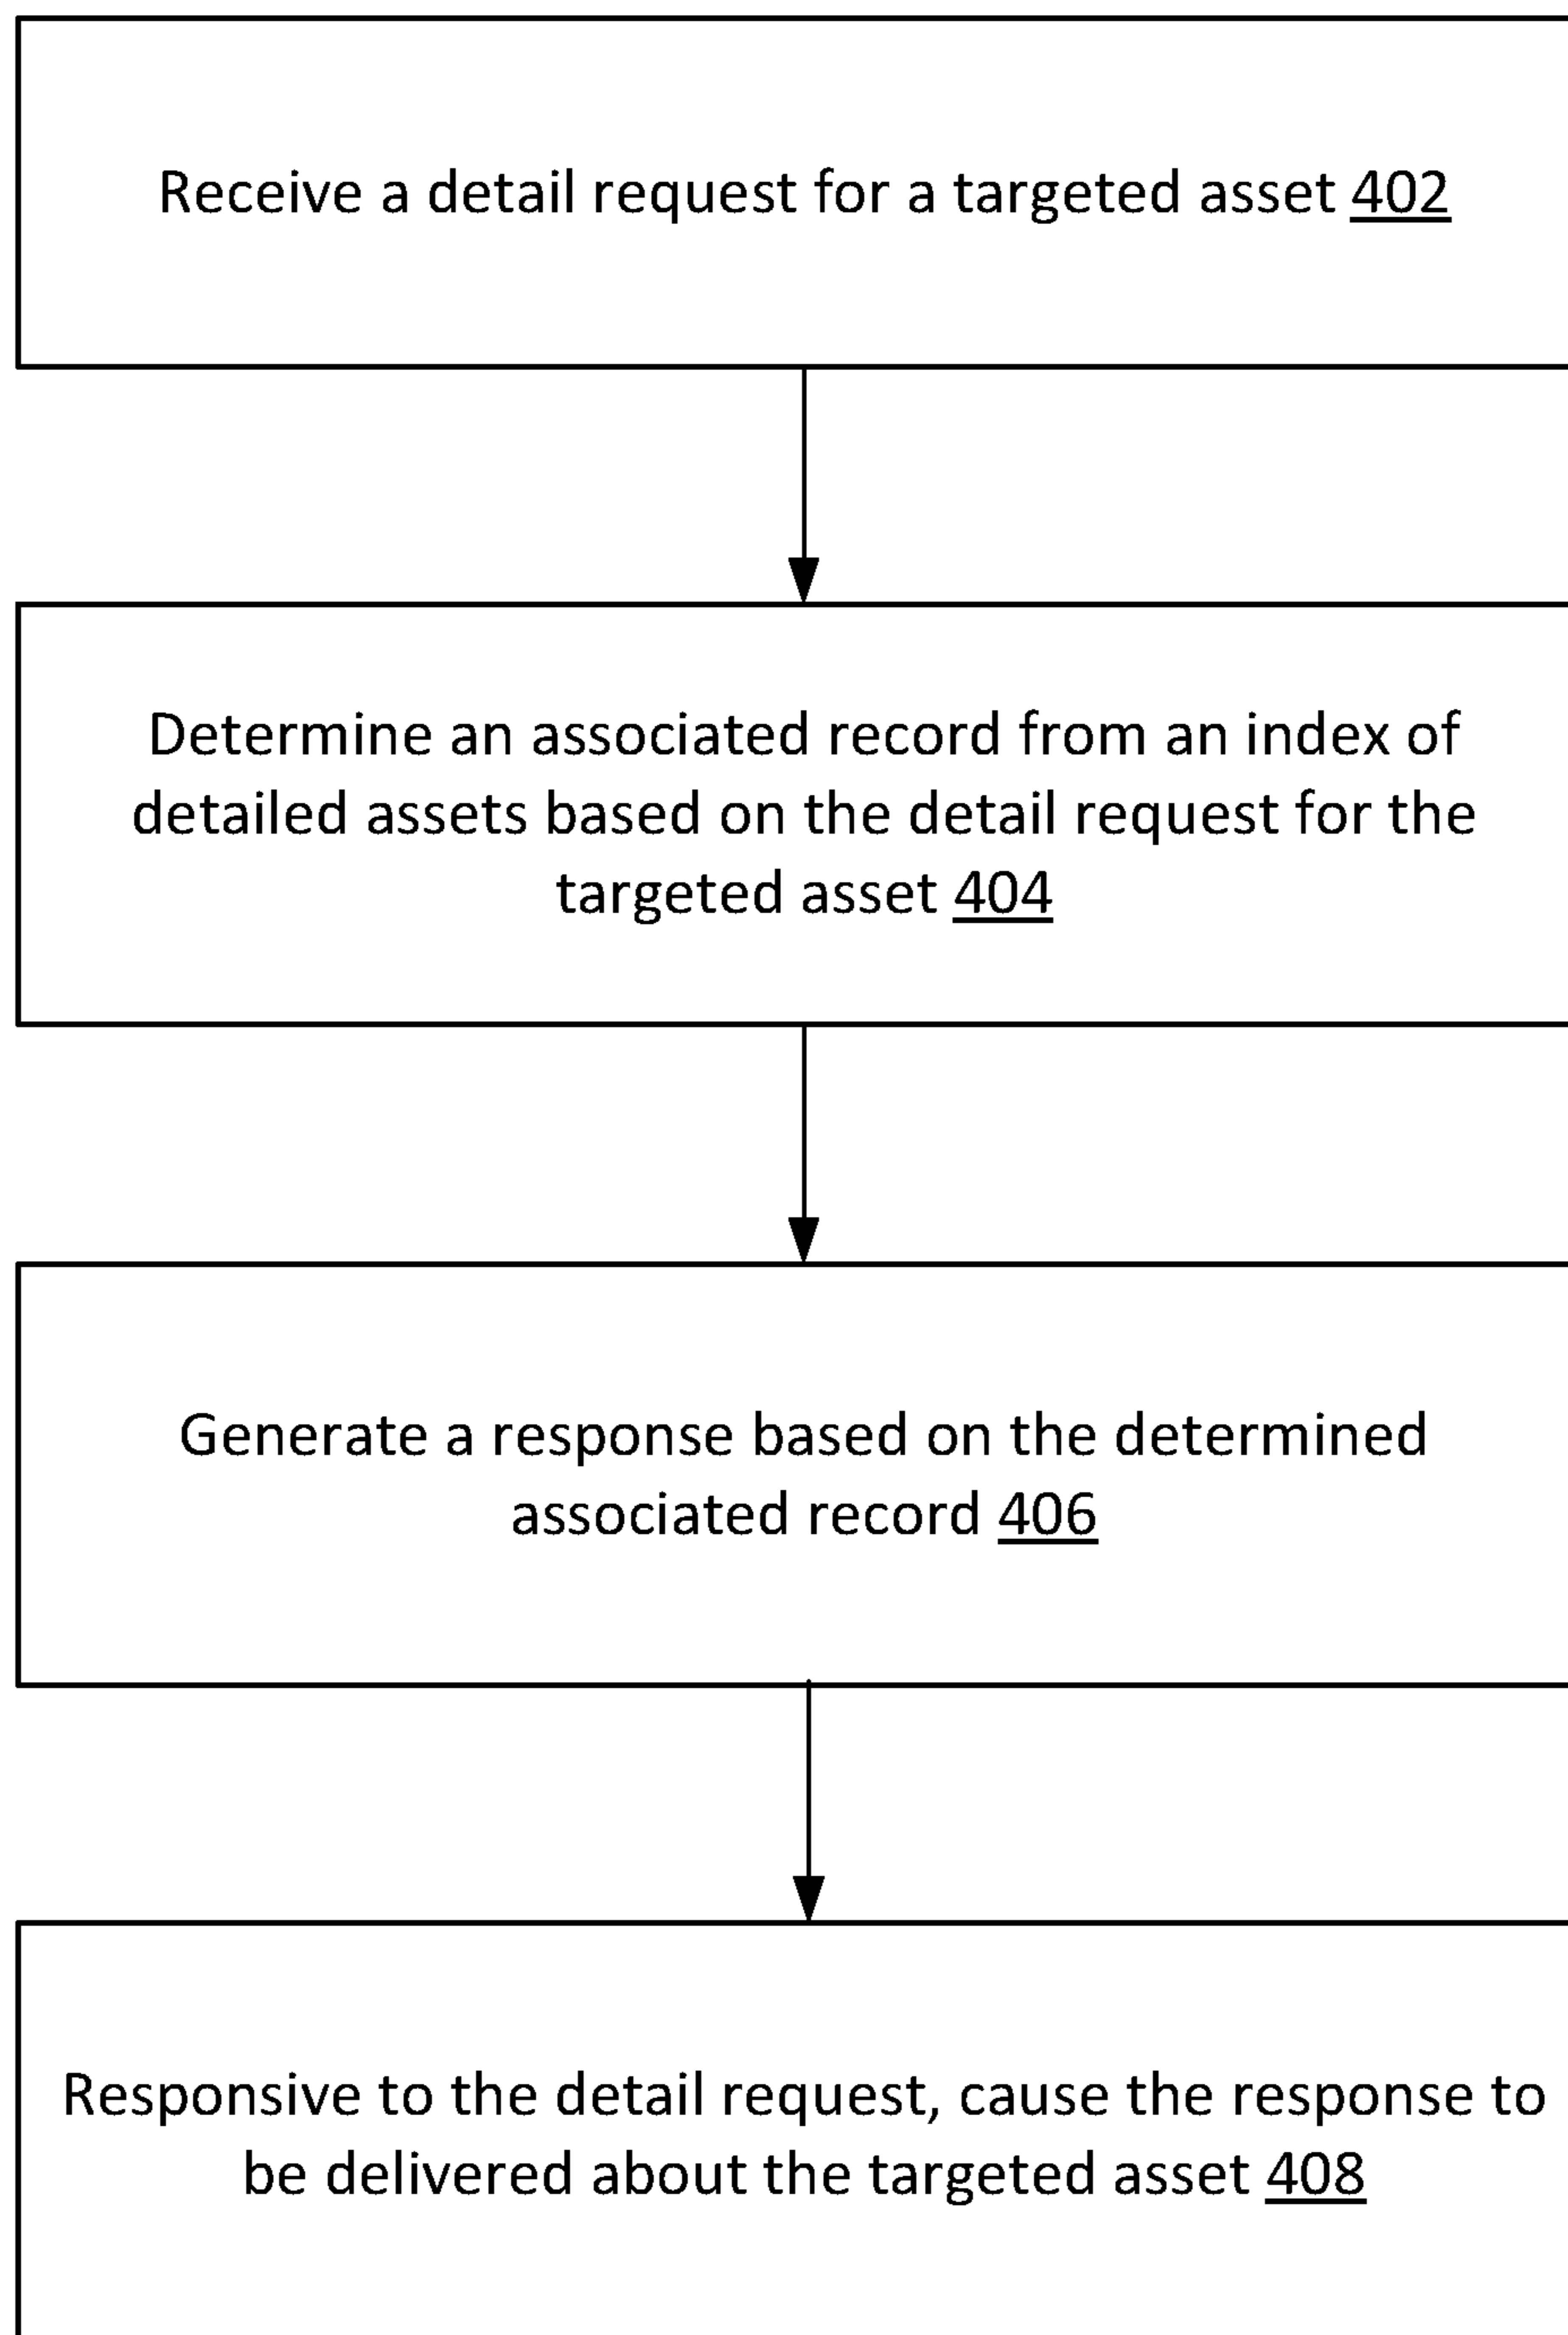 Receive a detail request for a targeted asset 402
Determine an associated record from an index of
detailed assets based on the detail request for the
targeted asset 404
Generate a response based on the determined
associated record 406
Responsive to the detail request, cause the response to
be delivered about the targeted asset 408